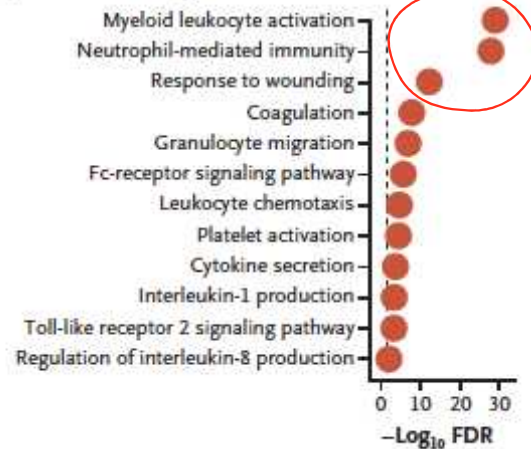 Myeloid leukocyte activation
Neutrophil-mediated immunity
Response to wounding
Coagulation
Granulocyte migration
Fc-receptor signaling pathway
Leukocyte chemotaxis
Platelet activation
Cytokine secretion
Interleukin-1 production
Toll-like receptor 2 signaling pathway
Regulation of interleukin-8 production
0 10 20 30
−Log₁₀ FDR